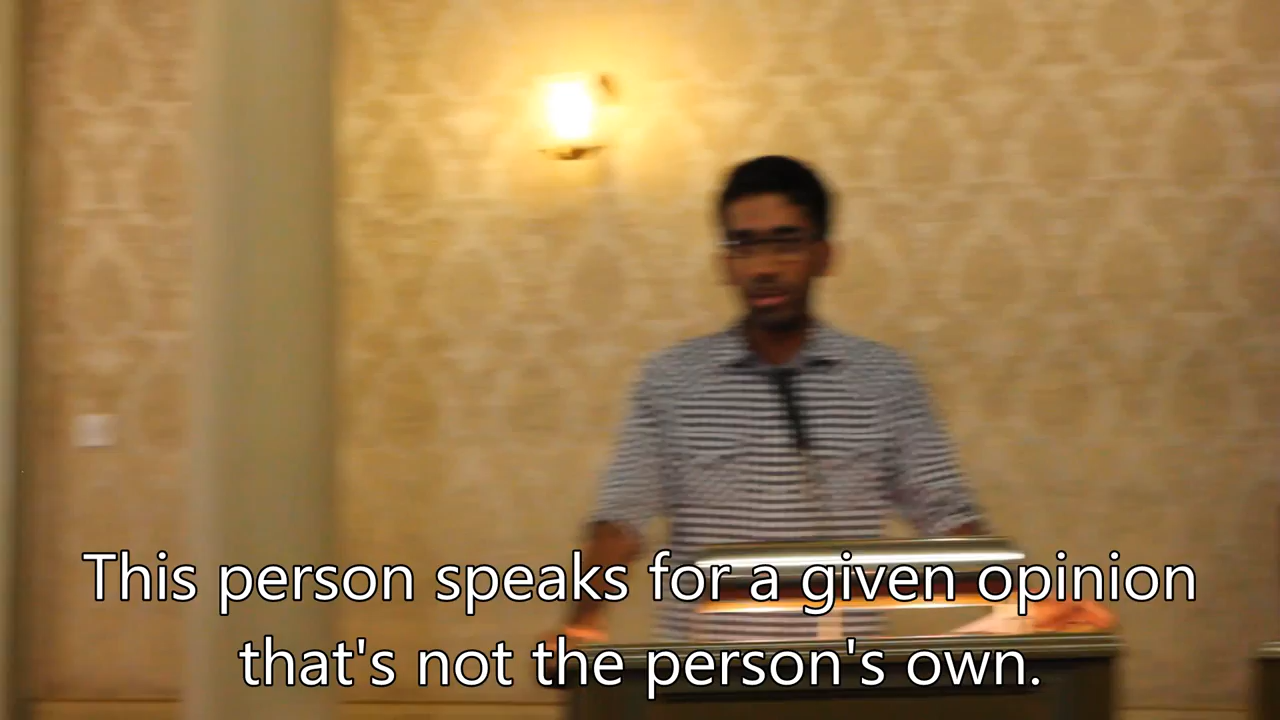 This person speaks for a given opinion
that's not the person's own.